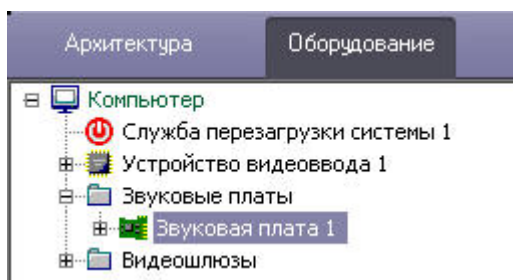 Архитектура Оборудование
Компьютер
Служба перезагрузки системы 1
Устройство видеоввода 1
Звуковые платы
Звуковая плата 1
Видеошлюзы